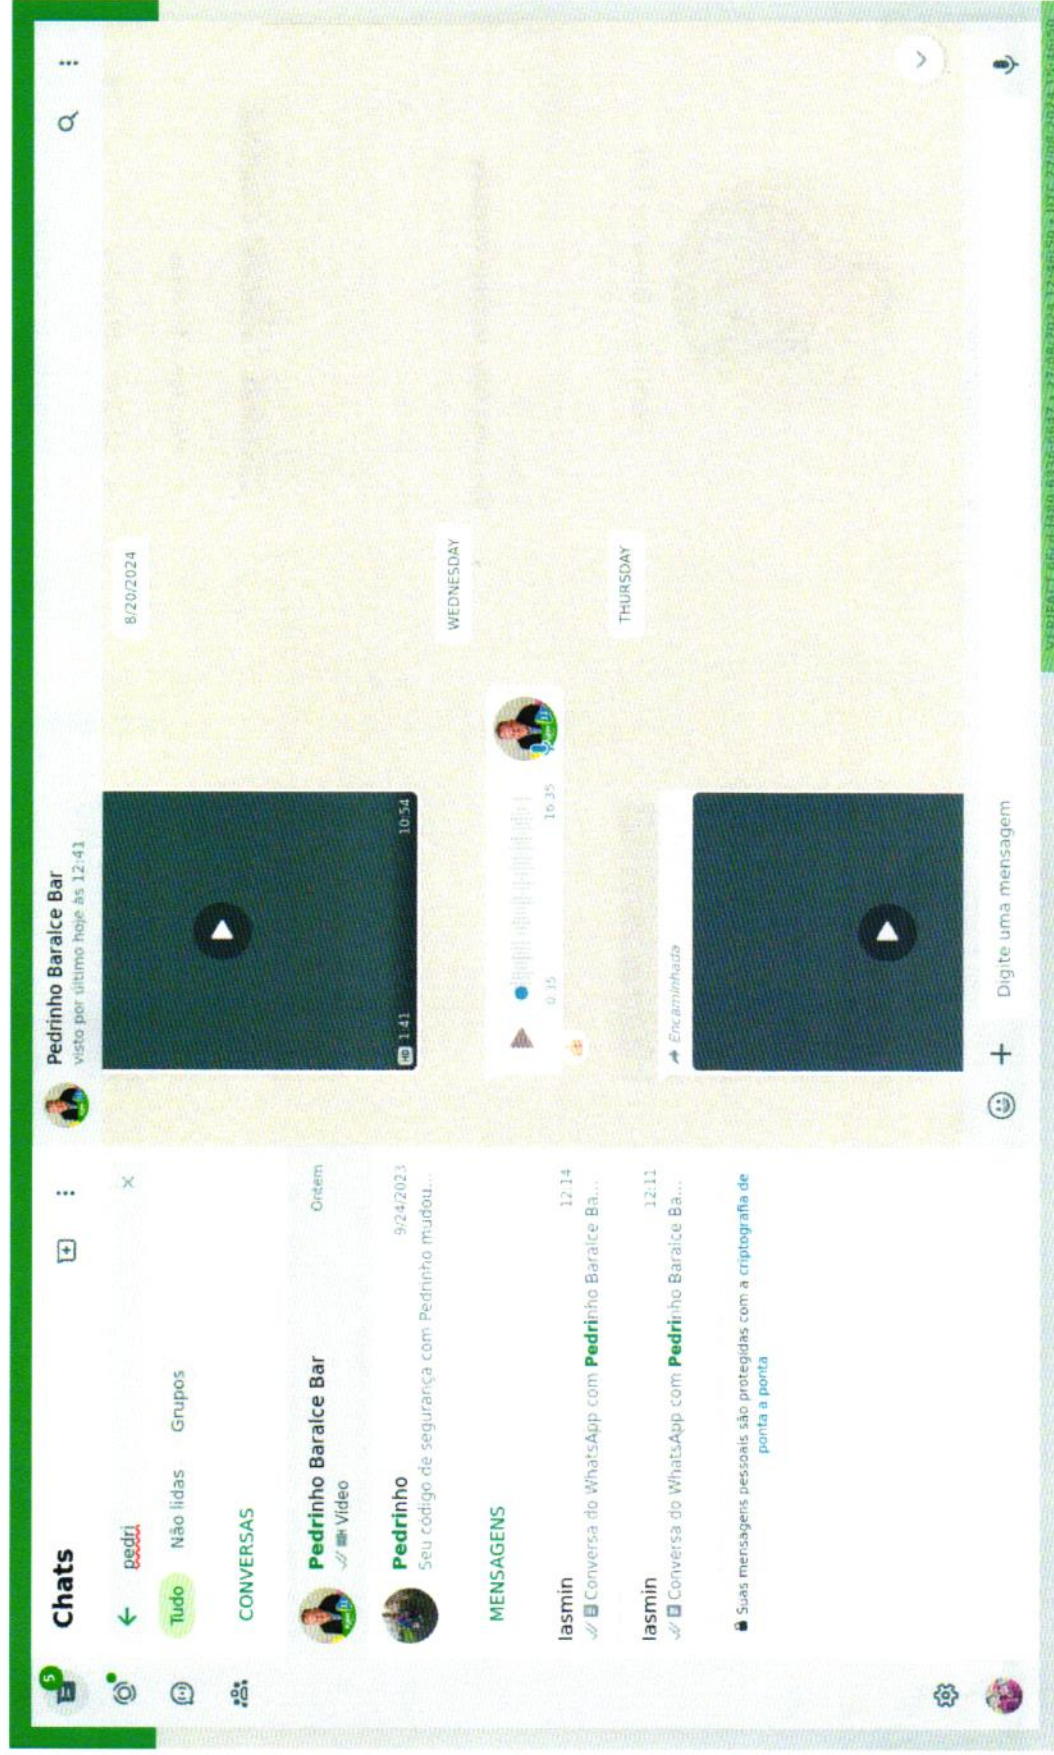 5
Chats
pedri
Tudo Não lidas Grupos
CONVERSAS
Pedrinho Baralce Bar Ontem
Vídeo
Pedrinho 9/24/2023
Seu código de segurança com Pedrinho mudou...
MENSAGENS
Iasmin 12:14
Conversa do WhatsApp com Pedrinho Baralce Ba...
Iasmin 12:11
Conversa do WhatsApp com Pedrinho Baralce Ba...
Suas mensagens pessoais são protegidas com a criptografia de
ponta a ponta
Pedrinho Baralce Bar
visto por último hoje às 12:41
8/20/2024
HD 1:41 10:54
WEDNESDAY
0:35 16:35
THURSDAY
Encaminhada
Digite uma mensagem